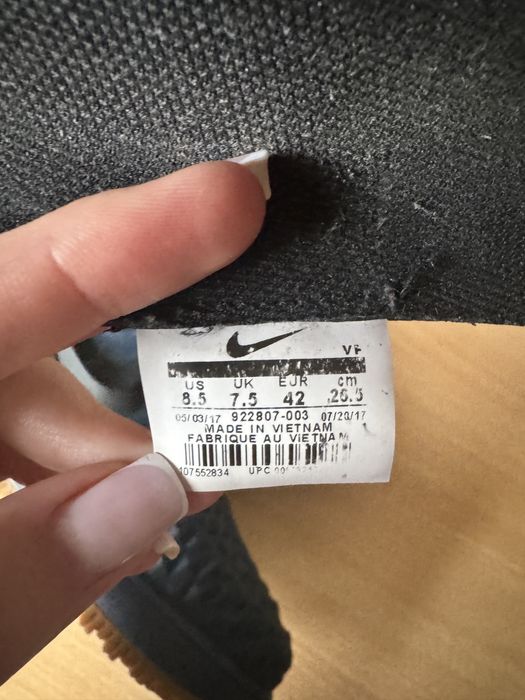 VF
US UK EUR cm
8.5 7.5 42 26.5
05/03/17 922807-003 07/20/17
MADE IN VIETNAM
FABRIQUE AU VIETNAM
107552834 UPC